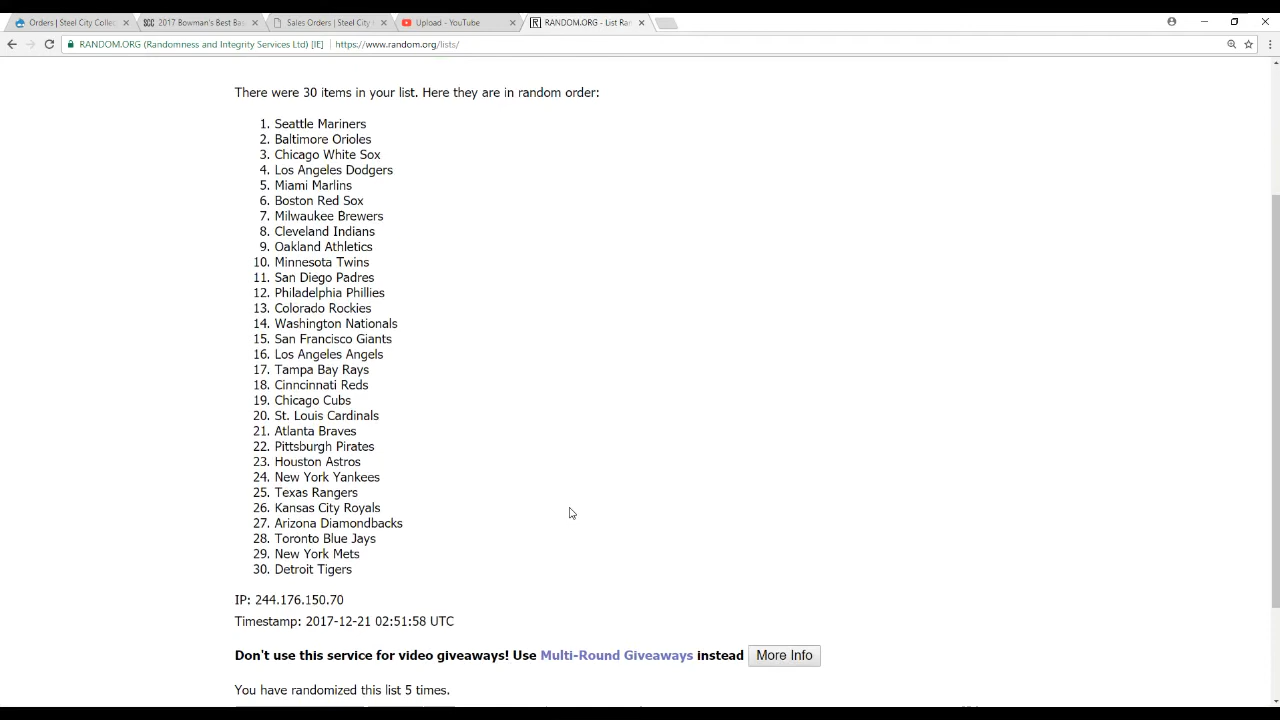 Orders | Steel City Collec
SCC 2017 Bowman's Best Bas
Sales Orders | Steel City
Upload - YouTube
RANDOM.ORG - List Ran
RANDOM.ORG (Randomness and Integrity Services Ltd) [IE] https://www.random.org/lists/
There were 30 items in your list. Here they are in random order:
1. Seattle Mariners
2. Baltimore Orioles
3. Chicago White Sox
4. Los Angeles Dodgers
5. Miami Marlins
6. Boston Red Sox
7. Milwaukee Brewers
8. Cleveland Indians
9. Oakland Athletics
10. Minnesota Twins
11. San Diego Padres
12. Philadelphia Phillies
13. Colorado Rockies
14. Washington Nationals
15. San Francisco Giants
16. Los Angeles Angels
17. Tampa Bay Rays
18. Cinncinnati Reds
19. Chicago Cubs
20. St. Louis Cardinals
21. Atlanta Braves
22. Pittsburgh Pirates
23. Houston Astros
24. New York Yankees
25. Texas Rangers
26. Kansas City Royals
27. Arizona Diamondbacks
28. Toronto Blue Jays
29. New York Mets
30. Detroit Tigers
IP: 244.176.150.70
Timestamp: 2017-12-21 02:51:58 UTC
Don't use this service for video giveaways! Use Multi-Round Giveaways instead More Info
You have randomized this list 5 times.